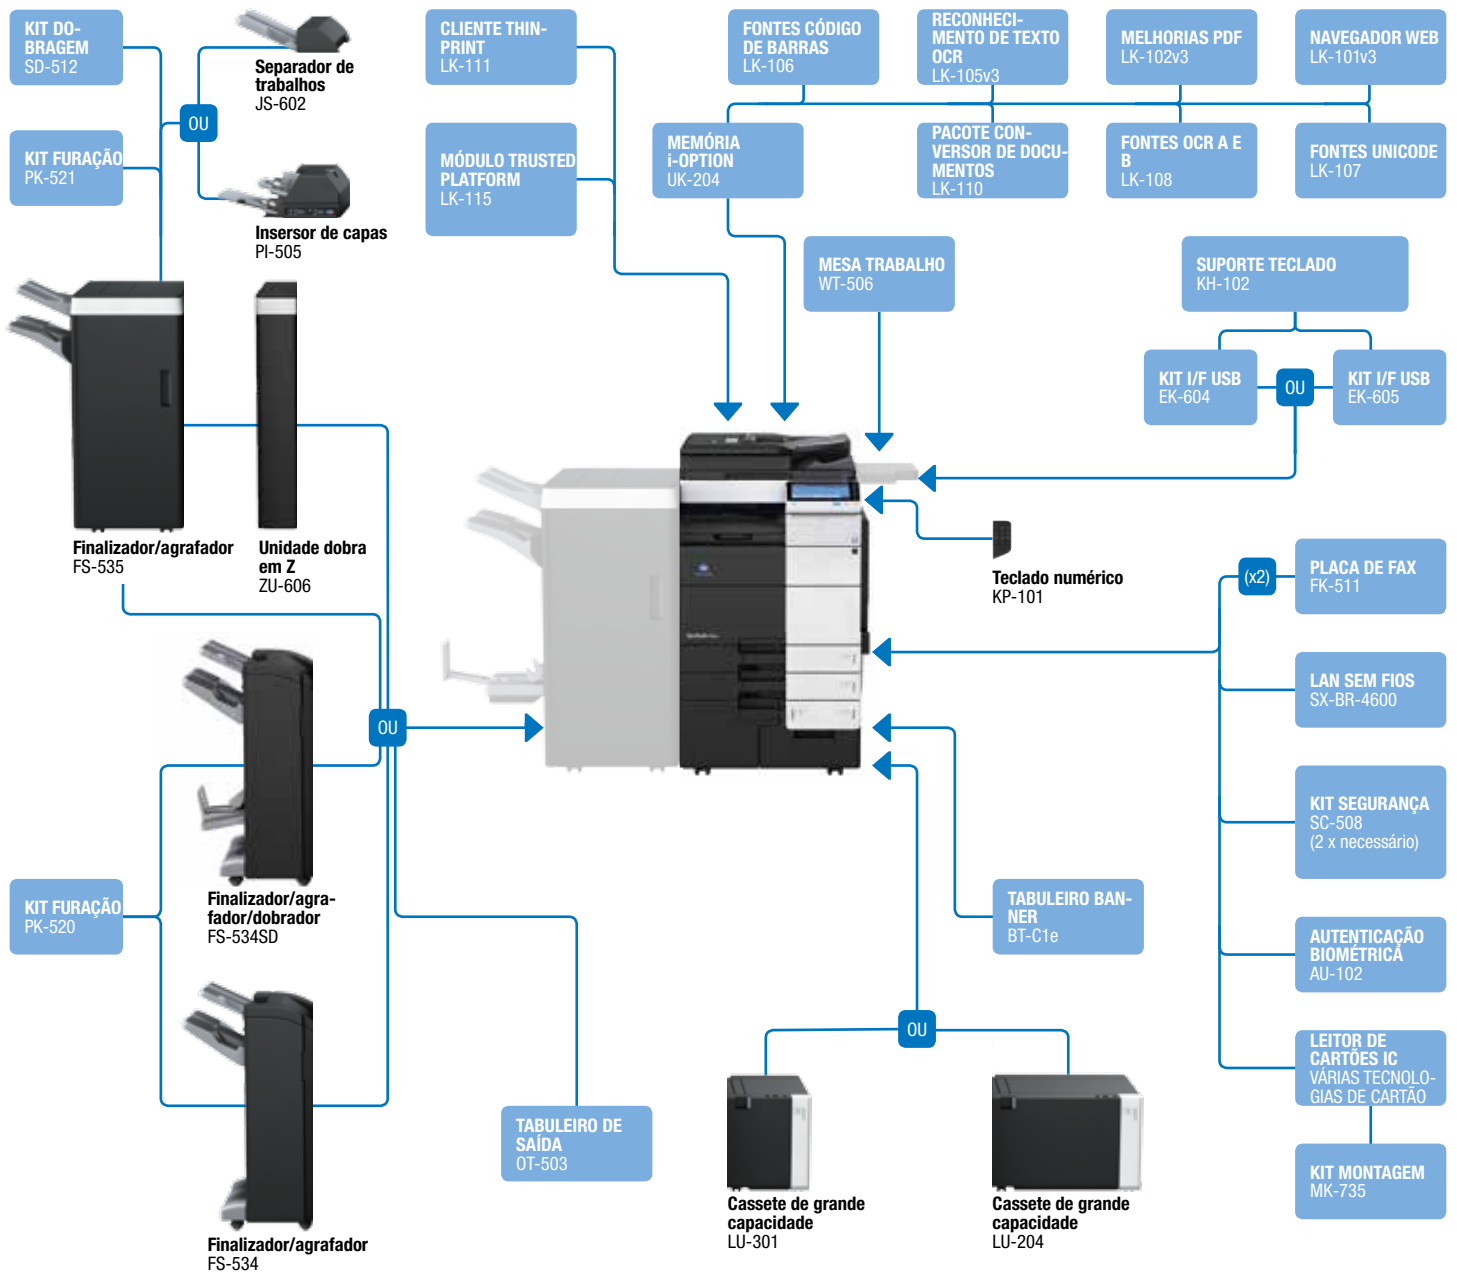 KIT DO-
BRAGEM
SD-512
Separador de
trabalhos
JS-602
OU
KIT FURAÇÃO
PK-521
Insersor de capas
PI-505
CLIENTE THIN-
PRINT
LK-111
MÓDULO TRUSTED
PLATFORM
LK-115
FONTES CÓDIGO
DE BARRAS
LK-106
RECONHECI-
MENTO DE TEXTO
OCR
LK-105v3
MELHORIAS PDF
LK-102v3
NAVEGADOR WEB
LK-101v3
MEMÓRIA
i-OPTION
UK-204
PACOTE CON-
VERSOR DE DOCU-
MENTOS
LK-110
FONTES OCR A E
B
LK-108
FONTES UNICODE
LK-107
MESA TRABALHO
WT-506
SUPORTE TECLADO
KH-102
KIT I/F USB
EK-604
OU
KIT I/F USB
EK-605
Finalizador/agrafador
FS-535
Unidade dobra
em Z
ZU-606
Teclado numérico
KP-101
(x2)
PLACA DE FAX
FK-511
LAN SEM FIOS
SX-BR-4600
KIT SEGURANÇA
SC-508
(2 x necessário)
AUTENTICAÇÃO
BIOMÉTRICA
AU-102
LEITOR DE
CARTÕES IC
VÁRIAS TECNOLO-
GIAS DE CARTÃO
KIT MONTAGEM
MK-735
OU
Finalizador/agra-
fador/dobrador
FS-534SD
KIT FURAÇÃO
PK-520
Finalizador/agrafador
FS-534
TABULEIRO DE
SAÍDA
OT-503
TABULEIRO BAN-
NER
BT-C1e
OU
Cassete de grande
capacidade
LU-301
Cassete de grande
capacidade
LU-204